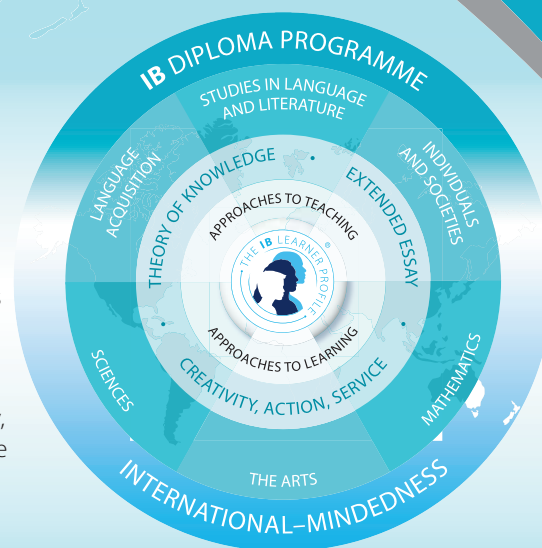 IB DIPLOMA PROGRAMME
STUDIES IN LANGUAGE
AND LITERATURE
LANGUAGE
ACQUISITION
INDIVIDUALS
AND SOCIETIES
THEORY OF KNOWLEDGE
EXTENDED ESSAY
APPROACHES TO TEACHING
THE IB LEARNER PROFILE ®
APPROACHES TO LEARNING
CREATIVITY, ACTION, SERVICE
SCIENCES
MATHEMATICS
THE ARTS
INTERNATIONAL–MINDEDNESS